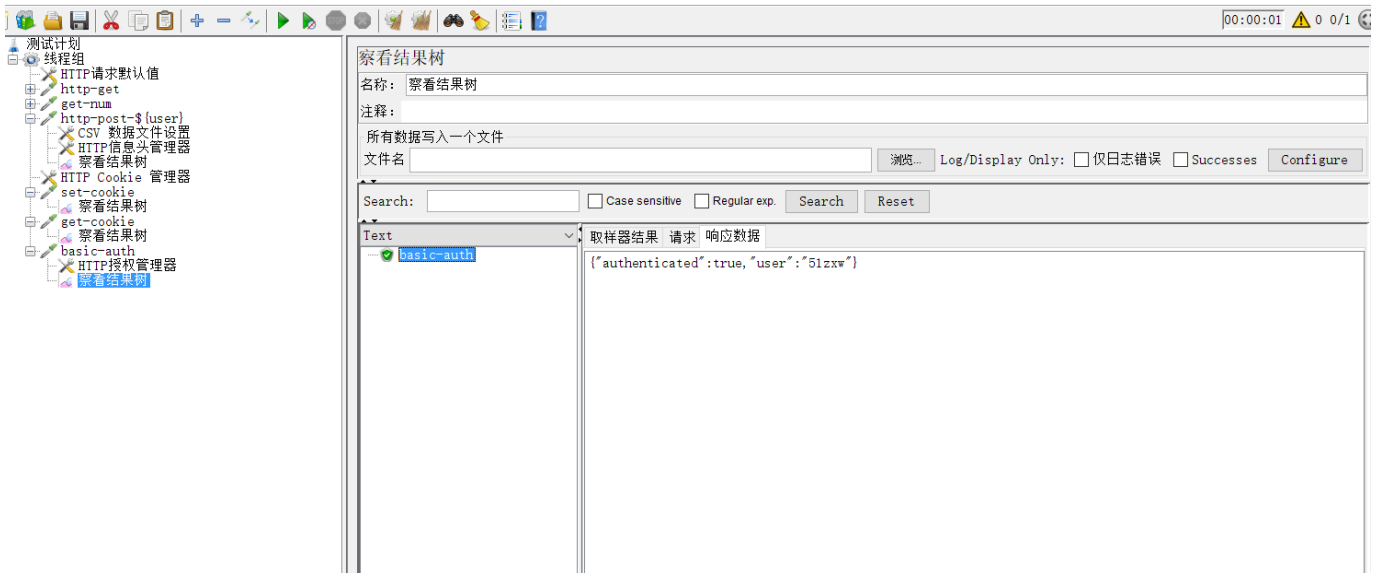 00:00:01 0 0/1
测试计划
线程组
HTTP请求默认值
http-get
get-num
http-post-${user}
CSV 数据文件设置
HTTP信息头管理器
察看结果树
HTTP Cookie 管理器
set-cookie
察看结果树
get-cookie
察看结果树
basic-auth
HTTP授权管理器
察看结果树
察看结果树
名称: 察看结果树
注释:
所有数据写入一个文件
文件名 浏览… Log/Display Only: 仅日志错误 Successes Configure
Search: Case sensitive Regular exp. Search Reset
Text
basic-auth
取样器结果 请求 响应数据
{"authenticated":true,"user":"51zxw"}